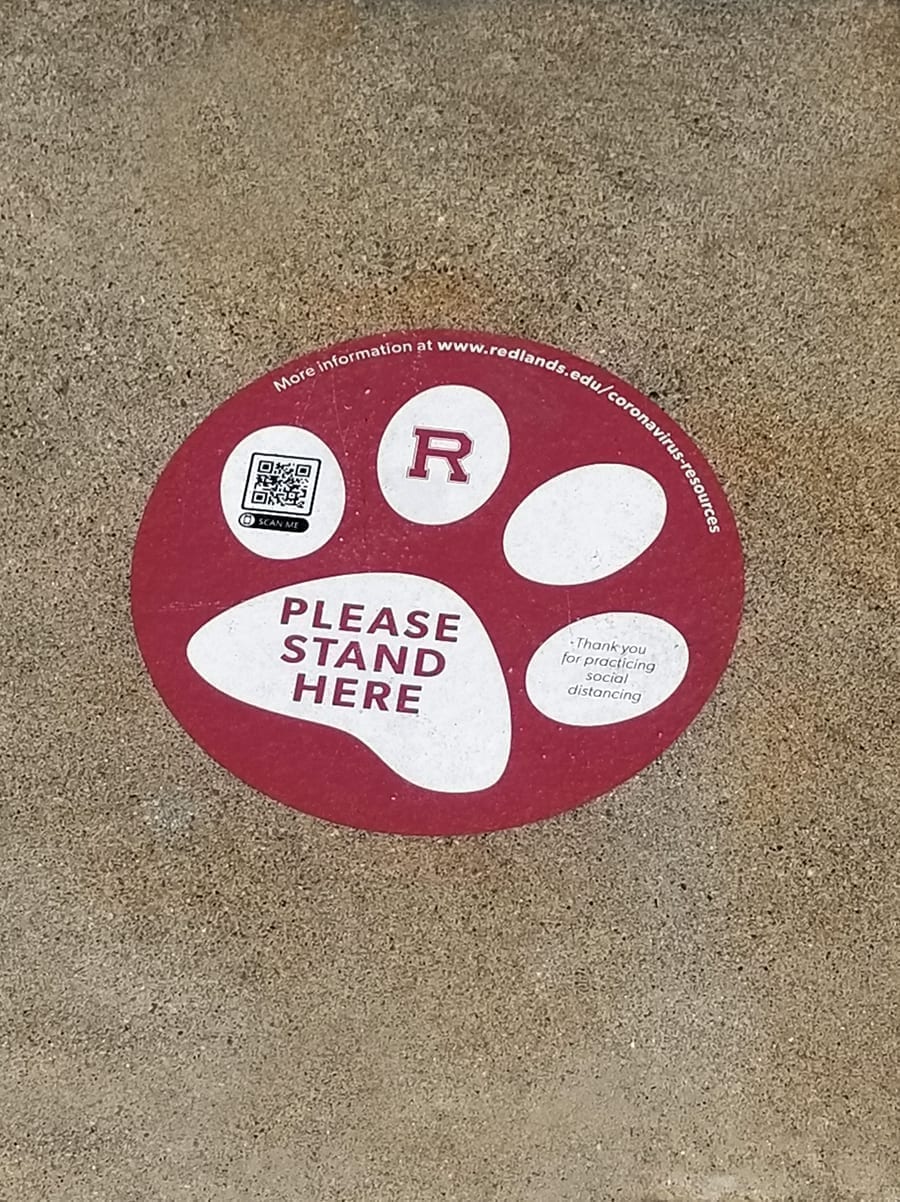 More information at www.redlands.edu/coronavirus-resources
R
SCAN ME
PLEASE
STAND
HERE
Thank you
for practicing
social
distancing